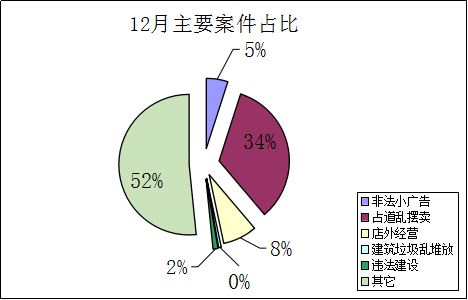 12月主要案件占比
5%
34%
52%
8%
2%
0%
非法小广告
占道乱摆卖
店外经营
建筑垃圾乱堆放
违法建设
其它